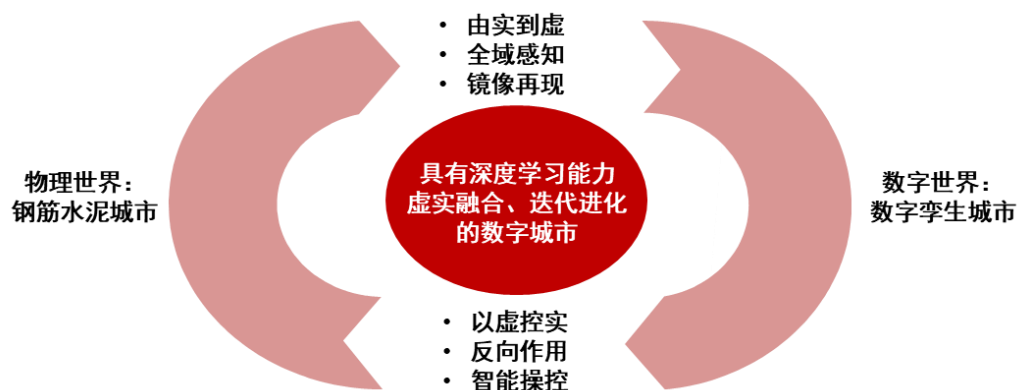 • 由实到虚
• 全域感知
• 镜像再现
物理世界：
钢筋水泥城市
具有深度学习能力
虚实融合、迭代进化
的数字城市
数字世界：
数字孪生城市
• 以虚控实
• 反向作用
• 智能操控